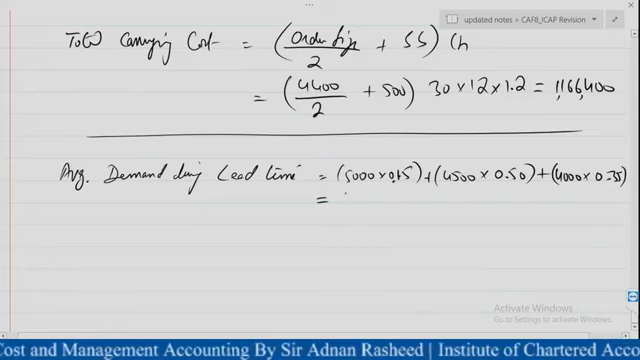 updated notes > CAF8_ICAP Revision
Total Carrying Cost = (Order Size / 2 + SS) Ch
= (4400 / 2 + 500) 30 × 12 × 1.2 = 1,166,400
Avg. Demand during Lead time = (5000 × 0.15) + (4500 × 0.50) + (4000 × 0.35)
=
Activate Windows
Go to Settings to activate Windows.
Cost and Management Accounting By Sir Adnan Rasheed | Institute of Chartered Acco